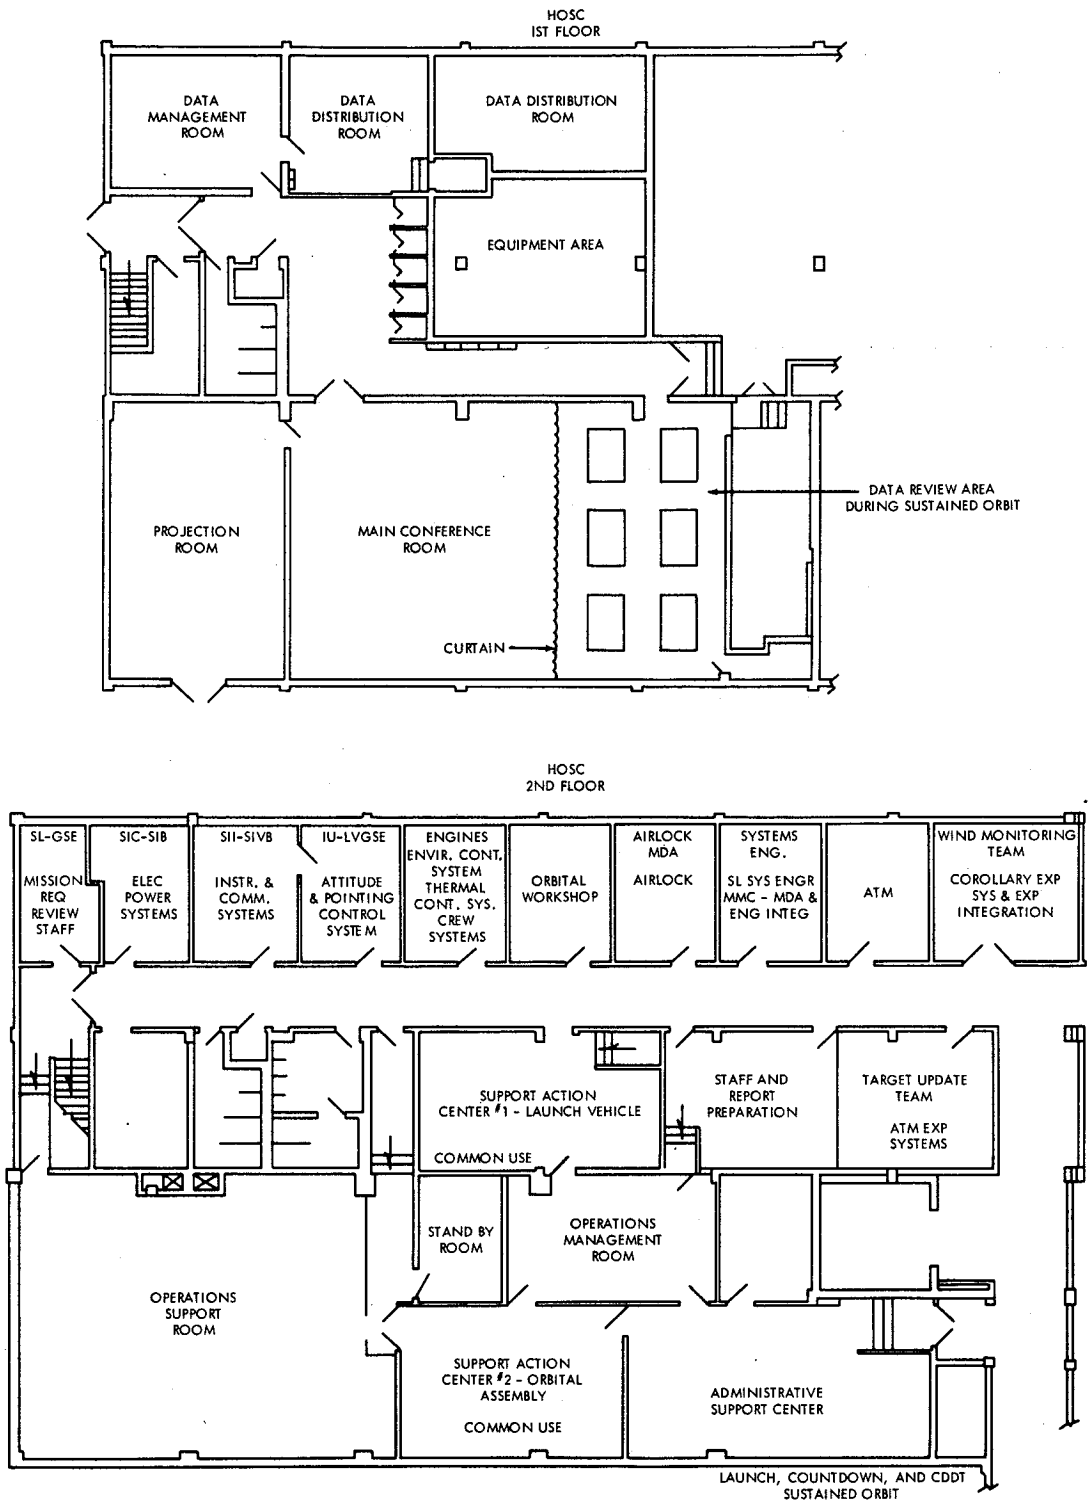 HOSC
1ST FLOOR
DATA
MANAGEMENT
ROOM
DATA
DISTRIBUTION
ROOM
DATA DISTRIBUTION
ROOM
EQUIPMENT AREA
PROJECTION
ROOM
MAIN CONFERENCE
ROOM
DATA REVIEW AREA
DURING SUSTAINED ORBIT
CURTAIN
HOSC
2ND FLOOR
SL-GSE
MISSION
REQ
REVIEW
STAFF
SIC-SIB
ELEC
POWER
SYSTEMS
SII-SIVB
INSTR. &
COMM.
SYSTEMS
IU-LVGSE
ATTITUDE
& POINTING
CONTROL
SYSTEM
ENGINES
ENVIR. CONT.
SYSTEM
THERMAL
CONT. SYS.
CREW
SYSTEMS
ORBITAL
WORKSHOP
AIRLOCK
MDA
AIRLOCK
SYSTEMS
ENG.
SL SYS ENGR
MMC - MDA &
ENG INTEG
ATM
WIND MONITORING
TEAM
COROLLARY EXP
SYS & EXP
INTEGRATION
SUPPORT ACTION
CENTER #1 - LAUNCH VEHICLE
COMMON USE
STAFF AND
REPORT
PREPARATION
TARGET UPDATE
TEAM
ATM EXP
SYSTEMS
STAND BY
ROOM
OPERATIONS
MANAGEMENT
ROOM
OPERATIONS
SUPPORT
ROOM
SUPPORT ACTION
CENTER #2 - ORBITAL
ASSEMBLY
COMMON USE
ADMINISTRATIVE
SUPPORT CENTER
LAUNCH, COUNTDOWN, AND CDDT
SUSTAINED ORBIT